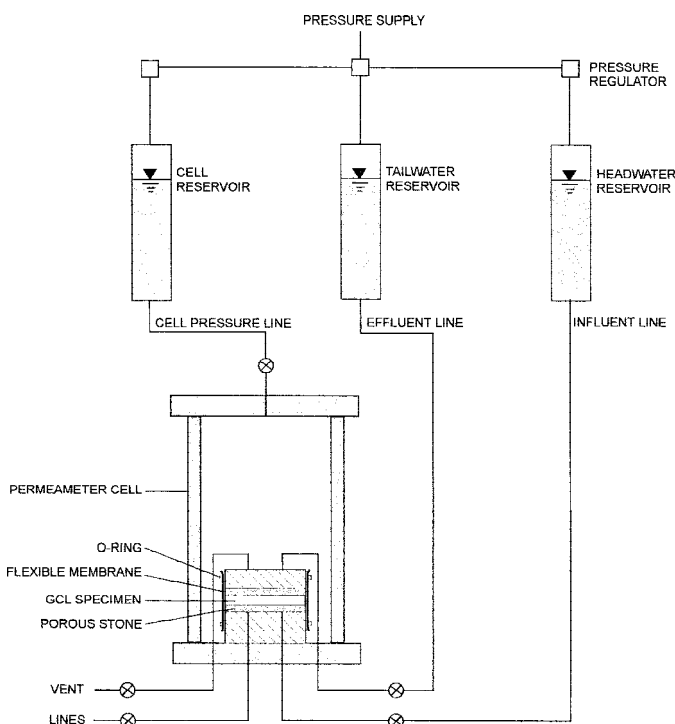 PRESSURE SUPPLY
PRESSURE
REGULATOR
CELL
RESERVOIR
TAILWATER
RESERVOIR
HEADWATER
RESERVOIR
CELL PRESSURE LINE
EFFLUENT LINE
INFLUENT LINE
PERMEAMETER CELL
O-RING
FLEXIBLE MEMBRANE
GCL SPECIMEN
POROUS STONE
VENT
LINES